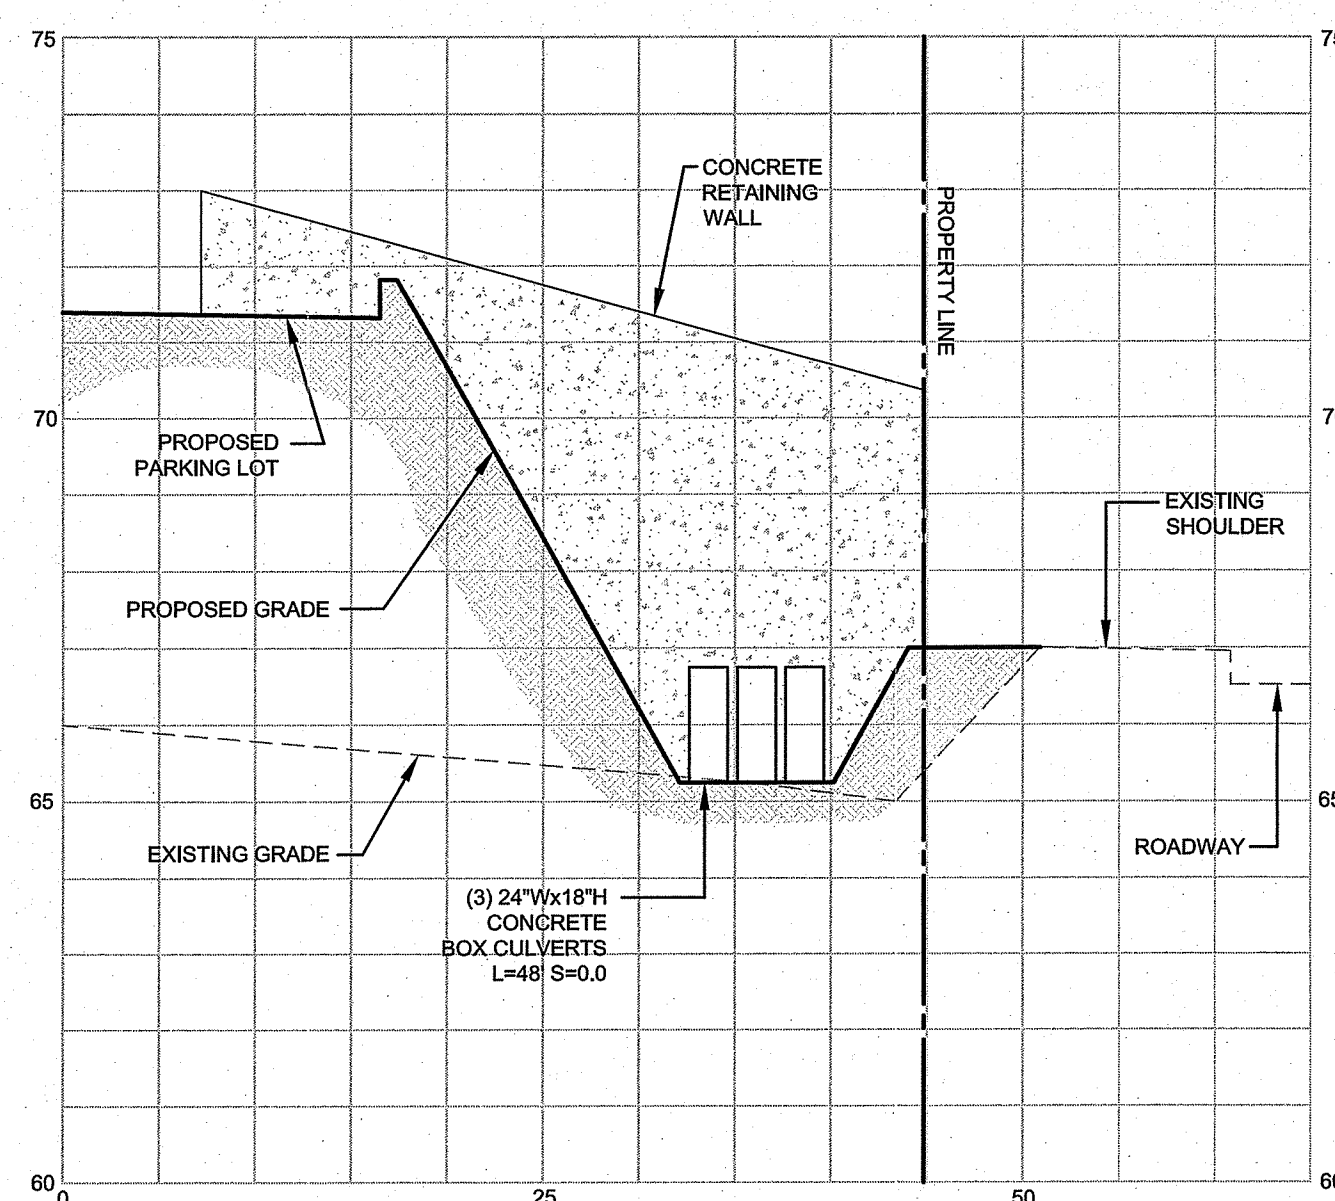 75
75
CONCRETE
RETAINING
WALL
PROPERTY LINE
70
PROPOSED
PARKING LOT
EXISTING
SHOULDER
PROPOSED GRADE
65
65
EXISTING GRADE
ROADWAY
(3) 24"Wx18"H
CONCRETE
BOX CULVERTS
L=48' S=0.0
60
60
0
25
50